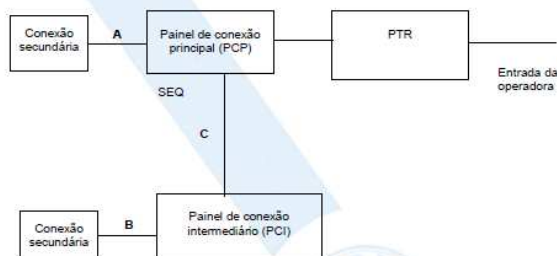 Conexão
secundária
A
Painel de conexão
principal (PCP)
PTR
Entrada da
operadora
SEQ
C
Conexão
secundária
B
Painel de conexão
intermediário (PCI)